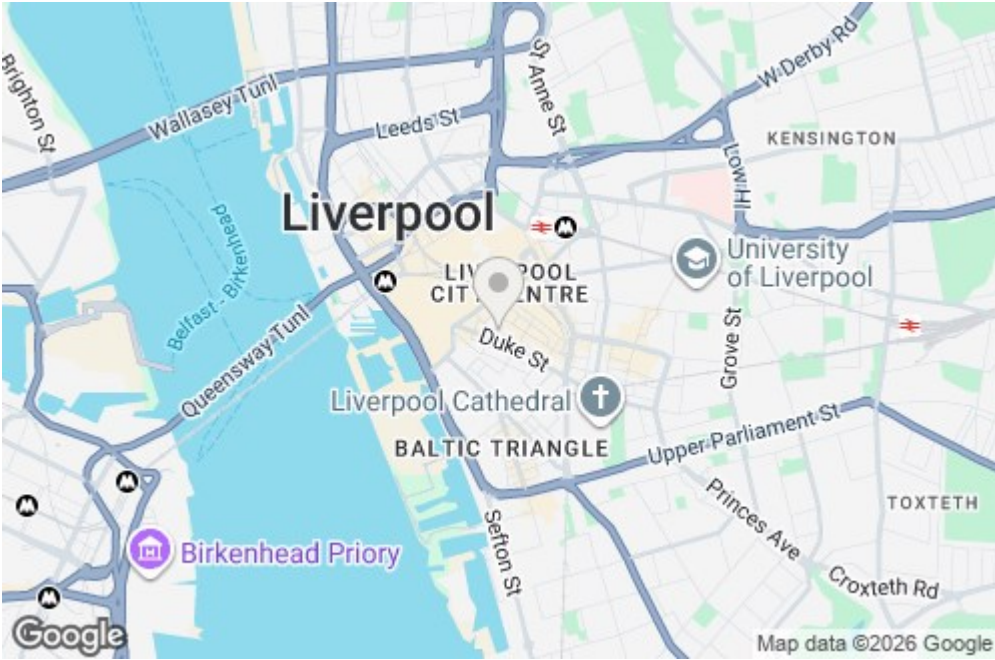 Brighton St
Wallasey Tunl
Leeds St
St Anne St
W Derby Rd
KENSINGTON
Low Hl
Liverpool
Belfast - Birkenhead
University
of Liverpool
Queensway Tunl
Duke St
Grove St
Liverpool Cathedral
BALTIC TRIANGLE
Upper Parliament St
Princes Ave
TOXTETH
Sefton St
Birkenhead Priory
Croxteth Rd
Google
Map data ©2026 Google